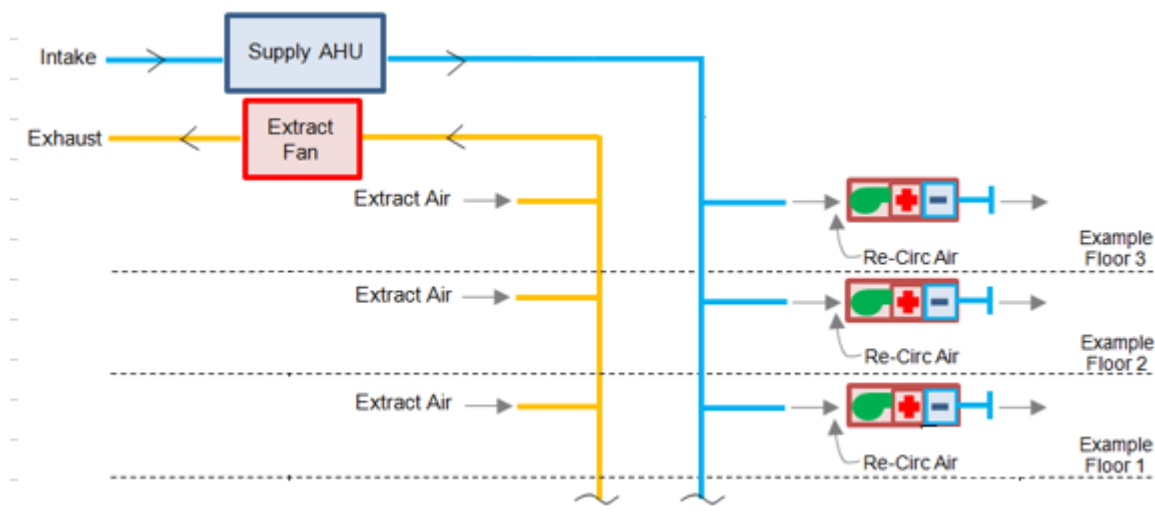 Intake
Supply AHU
Exhaust
Extract
Fan
Extract Air
Re-Circ Air
Example
Floor 3
Extract Air
Re-Circ Air
Example
Floor 2
Extract Air
Re-Circ Air
Example
Floor 1